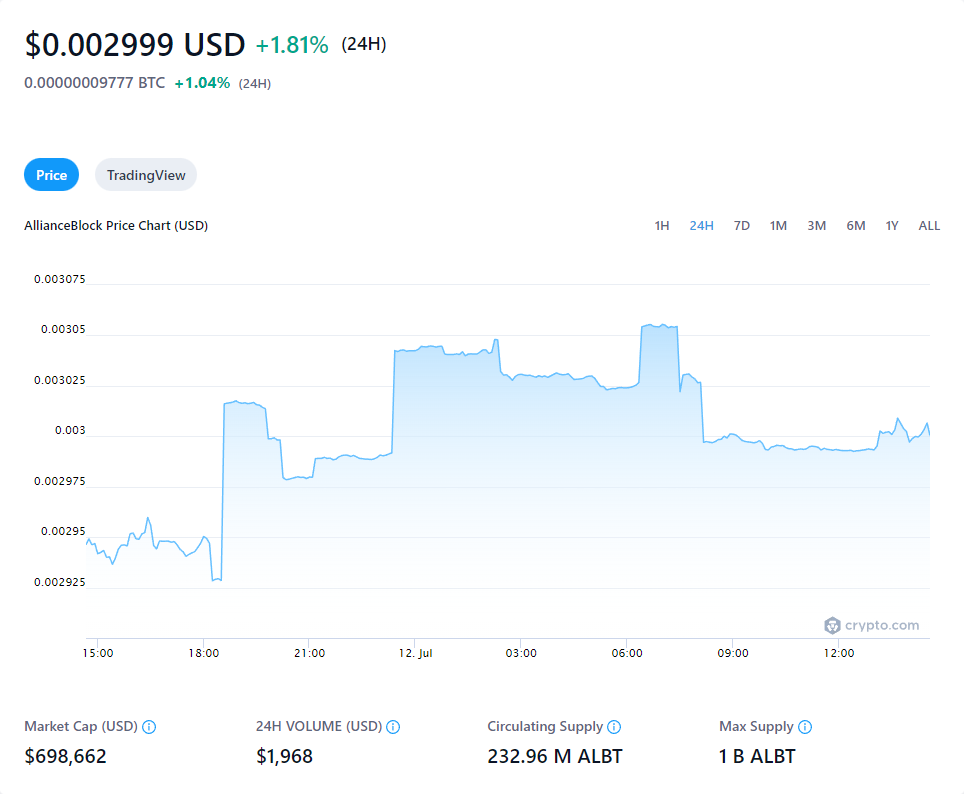 $0.002999 USD +1.81% (24H)
0.00000009777 BTC +1.04% (24H)
Price TradingView
AllianceBlock Price Chart (USD) 1H 24H 7D 1M 3M 6M 1Y ALL
0.003075
0.00305
0.003025
0.003
0.002975
0.00295
0.002925
crypto.com
15:00 18:00 21:00 12. Jul 03:00 06:00 09:00 12:00
Market Cap (USD) 24H VOLUME (USD) Circulating Supply Max Supply
$698,662 $1,968 232.96 M ALBT 1 B ALBT